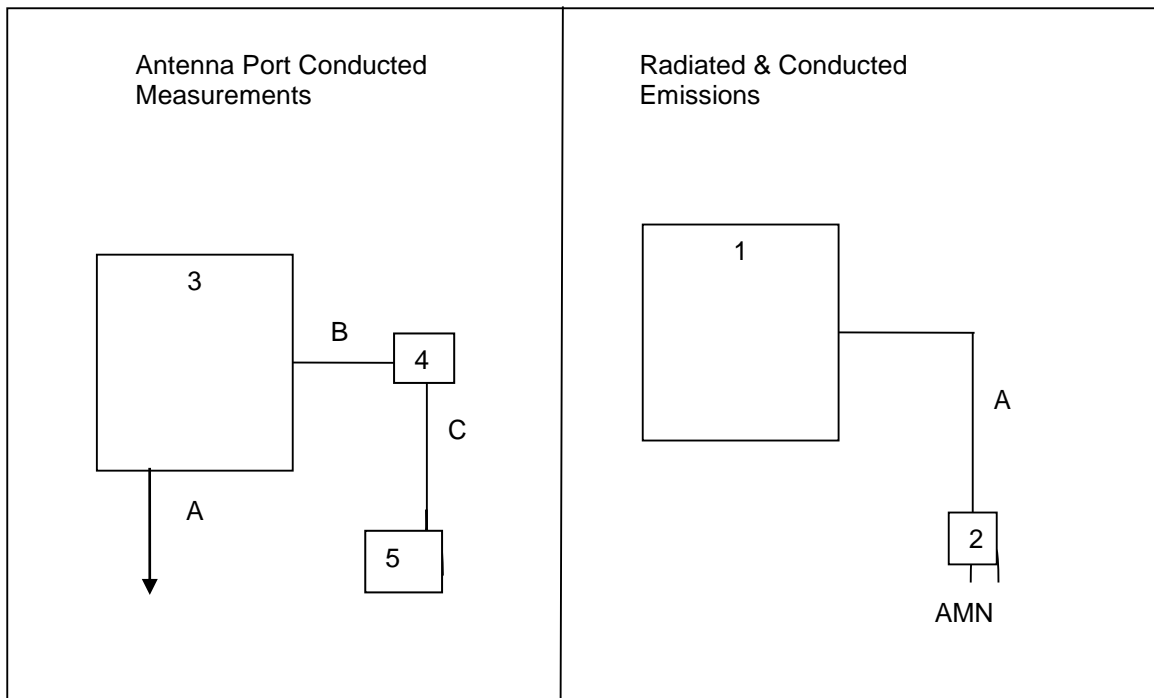 Antenna Port Conducted
Measurements
3
B
4
C
A
5
Radiated & Conducted
Emissions
1
A
2
AMN